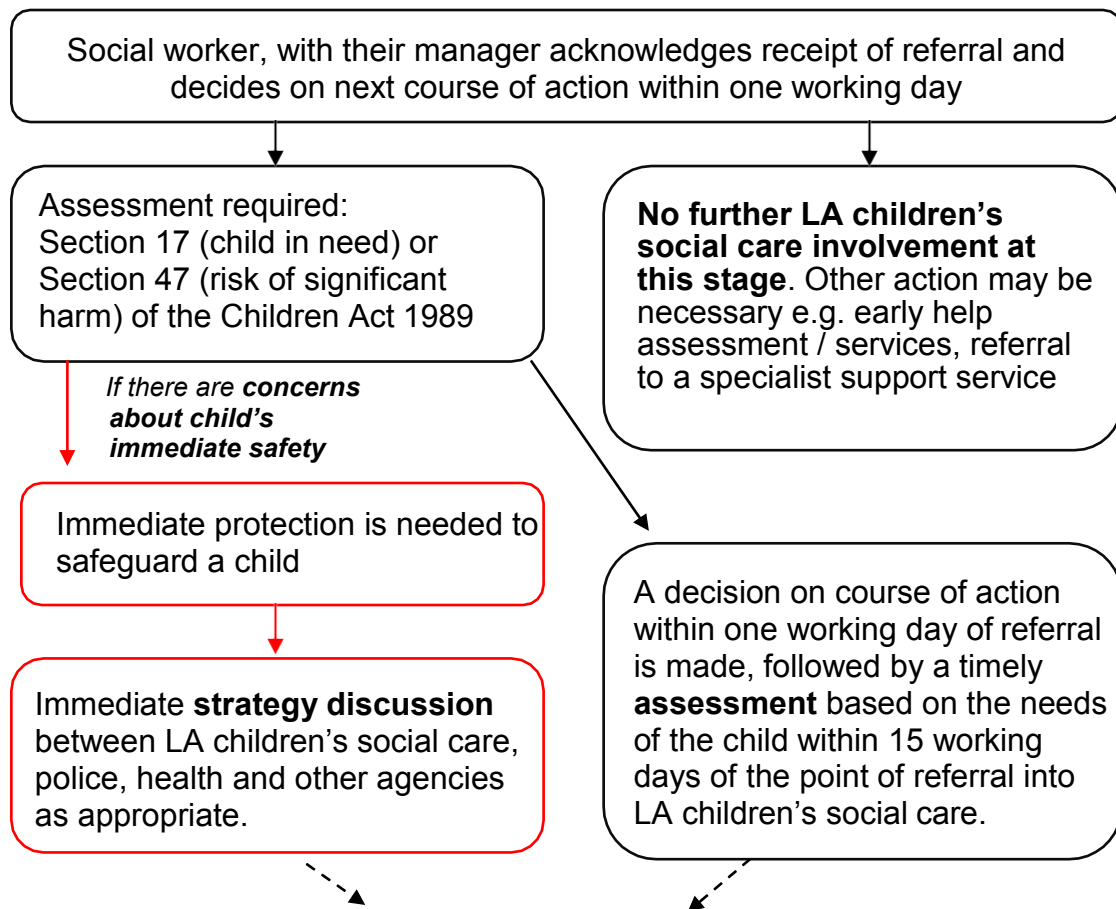 Social worker, with their manager acknowledges receipt of referral and
decides on next course of action within one working day
Assessment required:
Section 17 (child in need) or
Section 47 (risk of significant
harm) of the Children Act 1989
No further LA children’s
social care involvement at
this stage. Other action may be
necessary e.g. early help
assessment / services, referral
to a specialist support service
If there are concerns
about child’s
immediate safety
Immediate protection is needed to
safeguard a child
A decision on course of action
within one working day of referral
is made, followed by a timely
assessment based on the needs
of the child within 15 working
days of the point of referral into
LA children’s social care.
Immediate strategy discussion
between LA children’s social care,
police, health and other agencies
as appropriate.